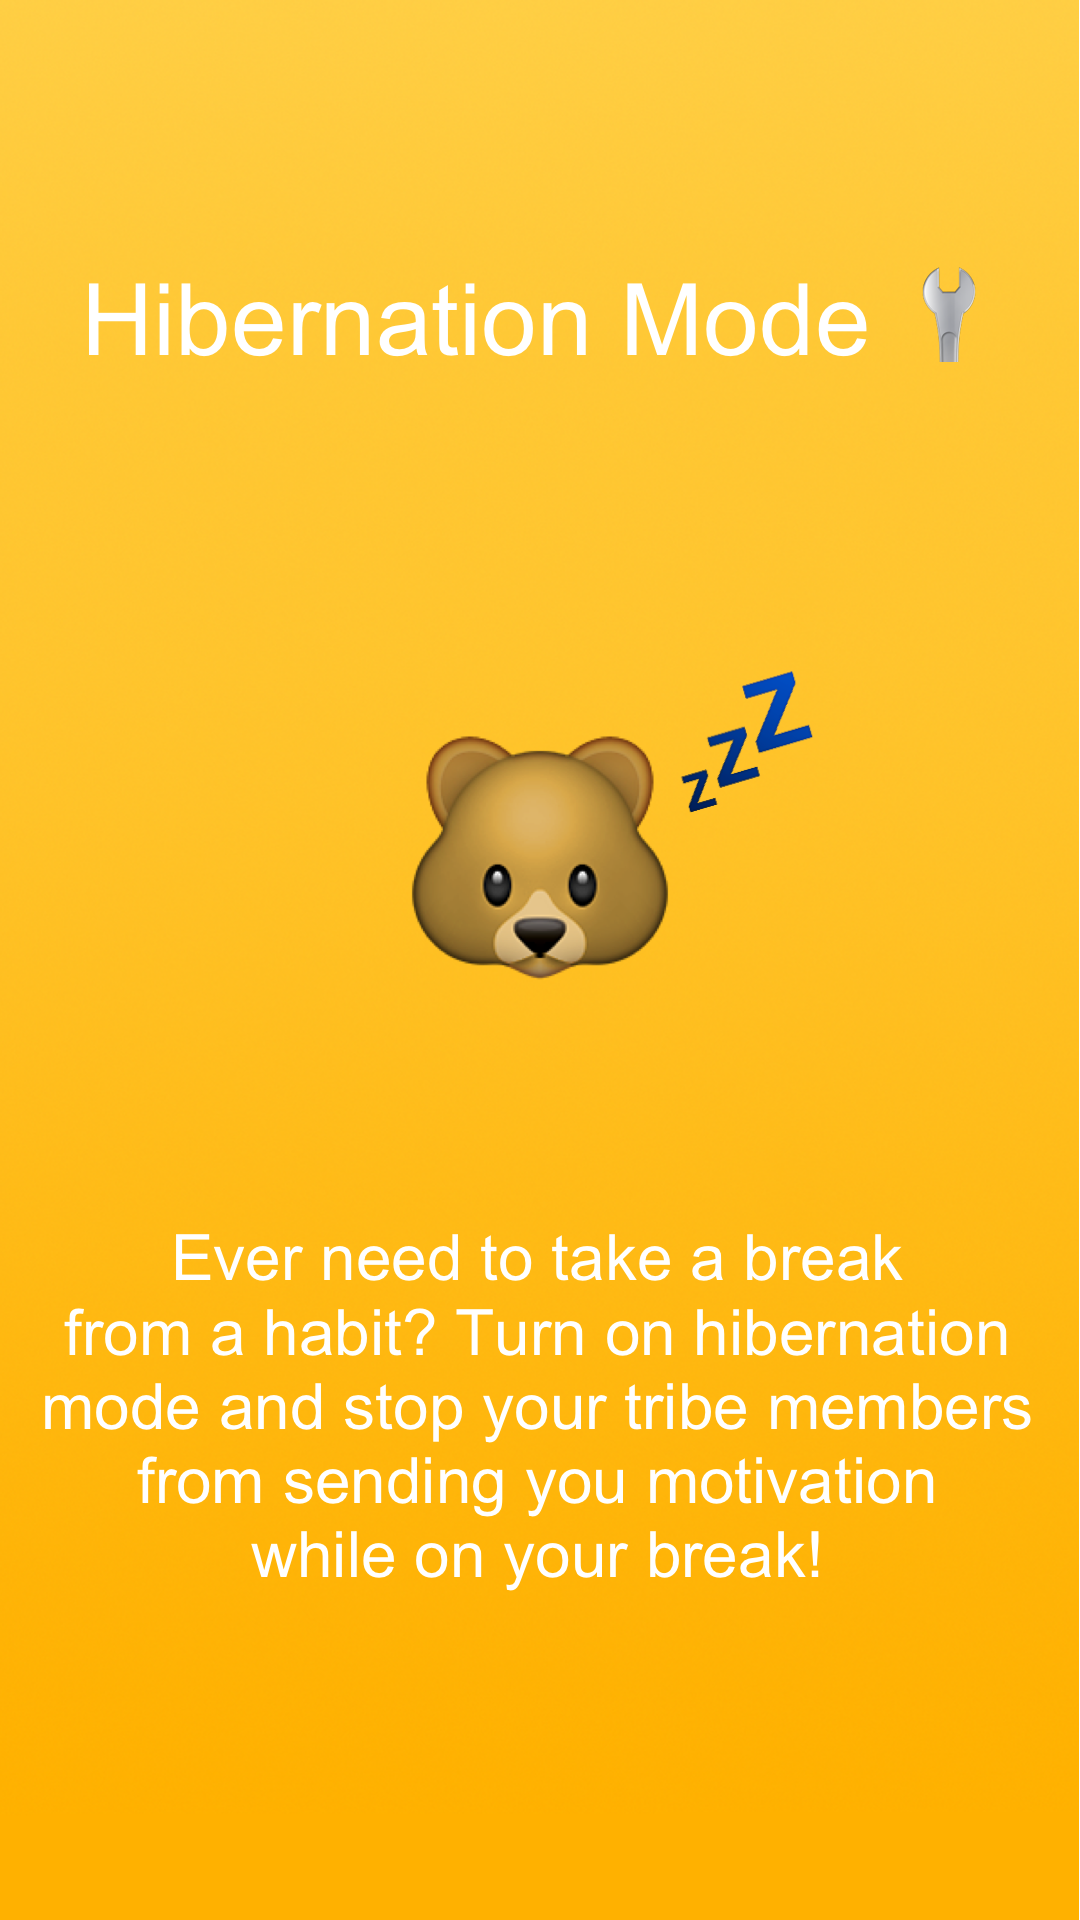 Hibernation Mode
zzZ
Ever need to take a break
from a habit? Turn on hibernation
mode and stop your tribe members
from sending you motivation
while on your break!